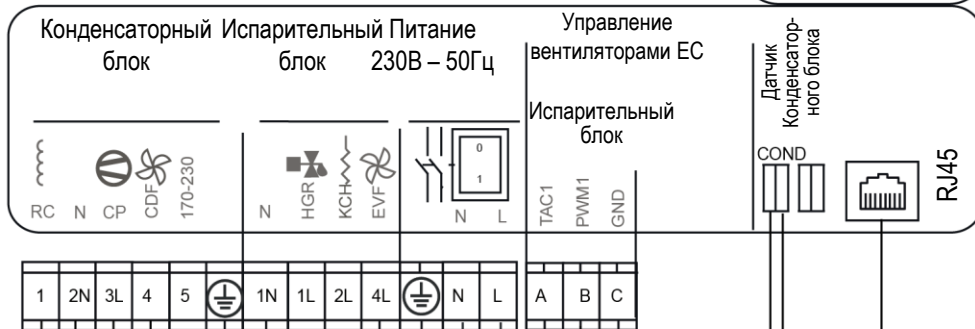 Конденсаторный Испарительный Питание
блок блок 230В – 50Гц
Управление
вентиляторами ЕС
Испарительный
блок
Датчик
Конденсатор-
ного блока
COND
RJ45
0
1
RC N CP CDF 170-230 N HGR KCH EVF N L TAC1 PWM1 GND
1 2N 3L 4 5 1N 1L 2L 4L N L A B C